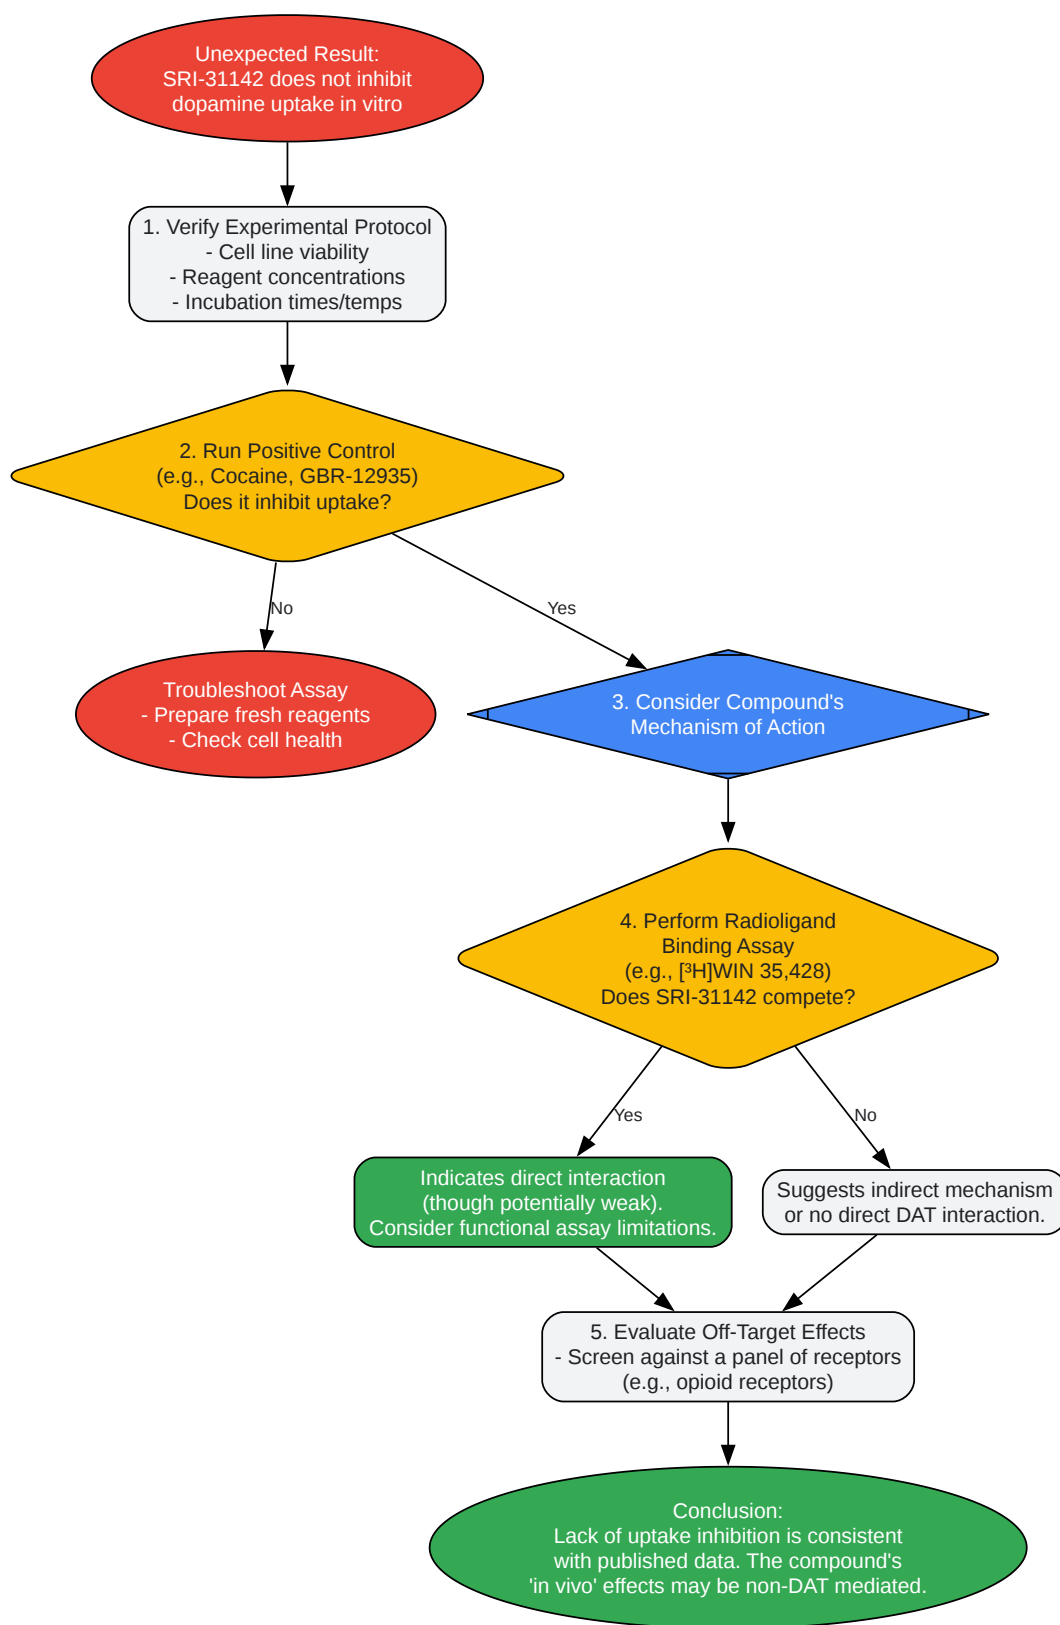 Unexpected Result:
SRI-31142 does not inhibit
dopamine uptake in vitro
1. Verify Experimental Protocol
- Cell line viability
- Reagent concentrations
- Incubation times/temps
2. Run Positive Control
(e.g., Cocaine, GBR-12935)
Does it inhibit uptake?
No
Yes
Troubleshoot Assay
- Prepare fresh reagents
- Check cell health
3. Consider Compound's
Mechanism of Action
4. Perform Radioligand
Binding Assay
(e.g., [³H]WIN 35,428)
Does SRI-31142 compete?
Yes
No
Indicates direct interaction
(though potentially weak).
Consider functional assay limitations.
Suggests indirect mechanism
or no direct DAT interaction.
5. Evaluate Off-Target Effects
- Screen against a panel of receptors
(e.g., opioid receptors)
Conclusion:
Lack of uptake inhibition is consistent
with published data. The compound's
'in vivo' effects may be non-DAT mediated.